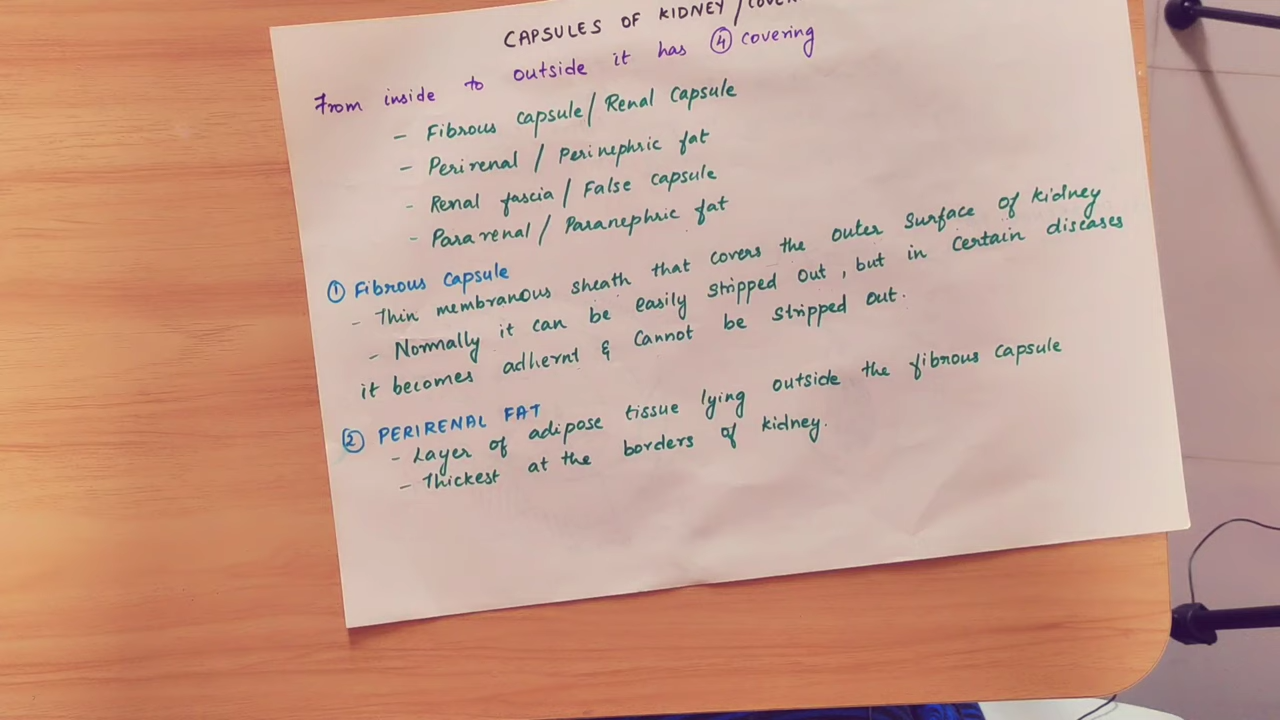 CAPSULES OF KIDNEY /
From inside to outside it has ④ covering
- Fibrous capsule/ Renal capsule
- Perirenal / Perinephric fat
- Renal fascia / False capsule
- Pararenal / Paranephric fat
① Fibrous capsule
- Thin membranous sheath that covers the outer surface of kidney
- Normally it can be easily stripped out, but in certain diseases
it becomes adhernt & cannot be stripped out.
② PERIRENAL FAT
- Layer of adipose tissue lying outside the fibrous capsule
- Thickest at the borders of kidney.